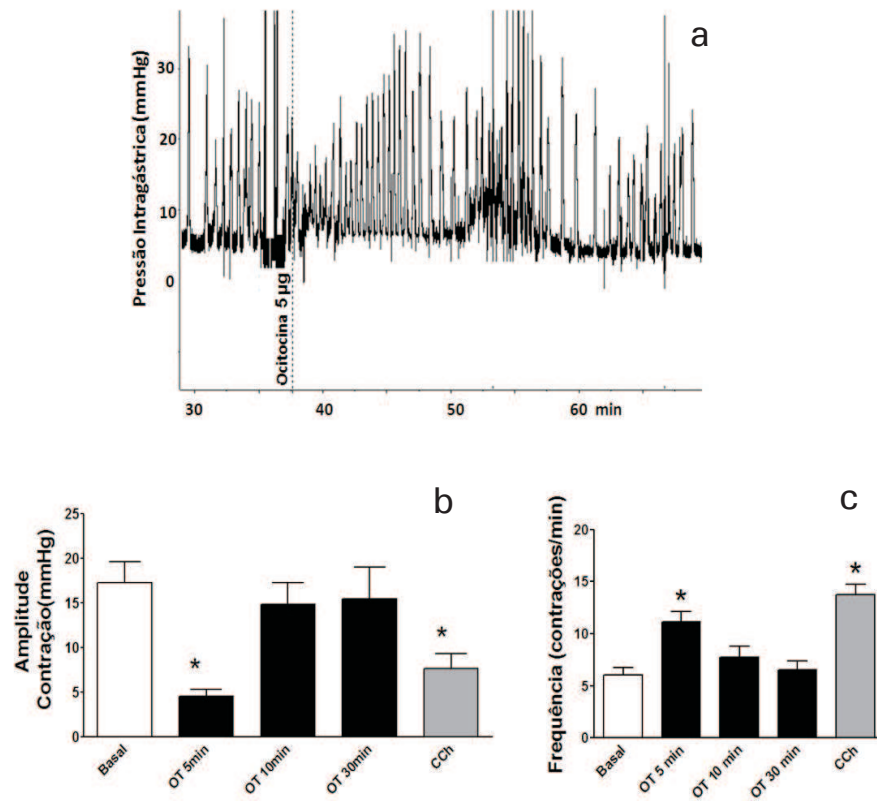 a
Pressão Intragástrica (mmHg)
30
20
10
0
Ocitocina 5 µg
30 40 50 60 min
b
Amplitude
Contração(mmHg)
25
20
15
10
5
0
*
*
Basal OT 5min OT 10min OT 30min CCh
c
Frequência (contrações/min)
20
15
10
5
0
*
*
Basal OT 5 min OT 10 min OT 30 min CCh